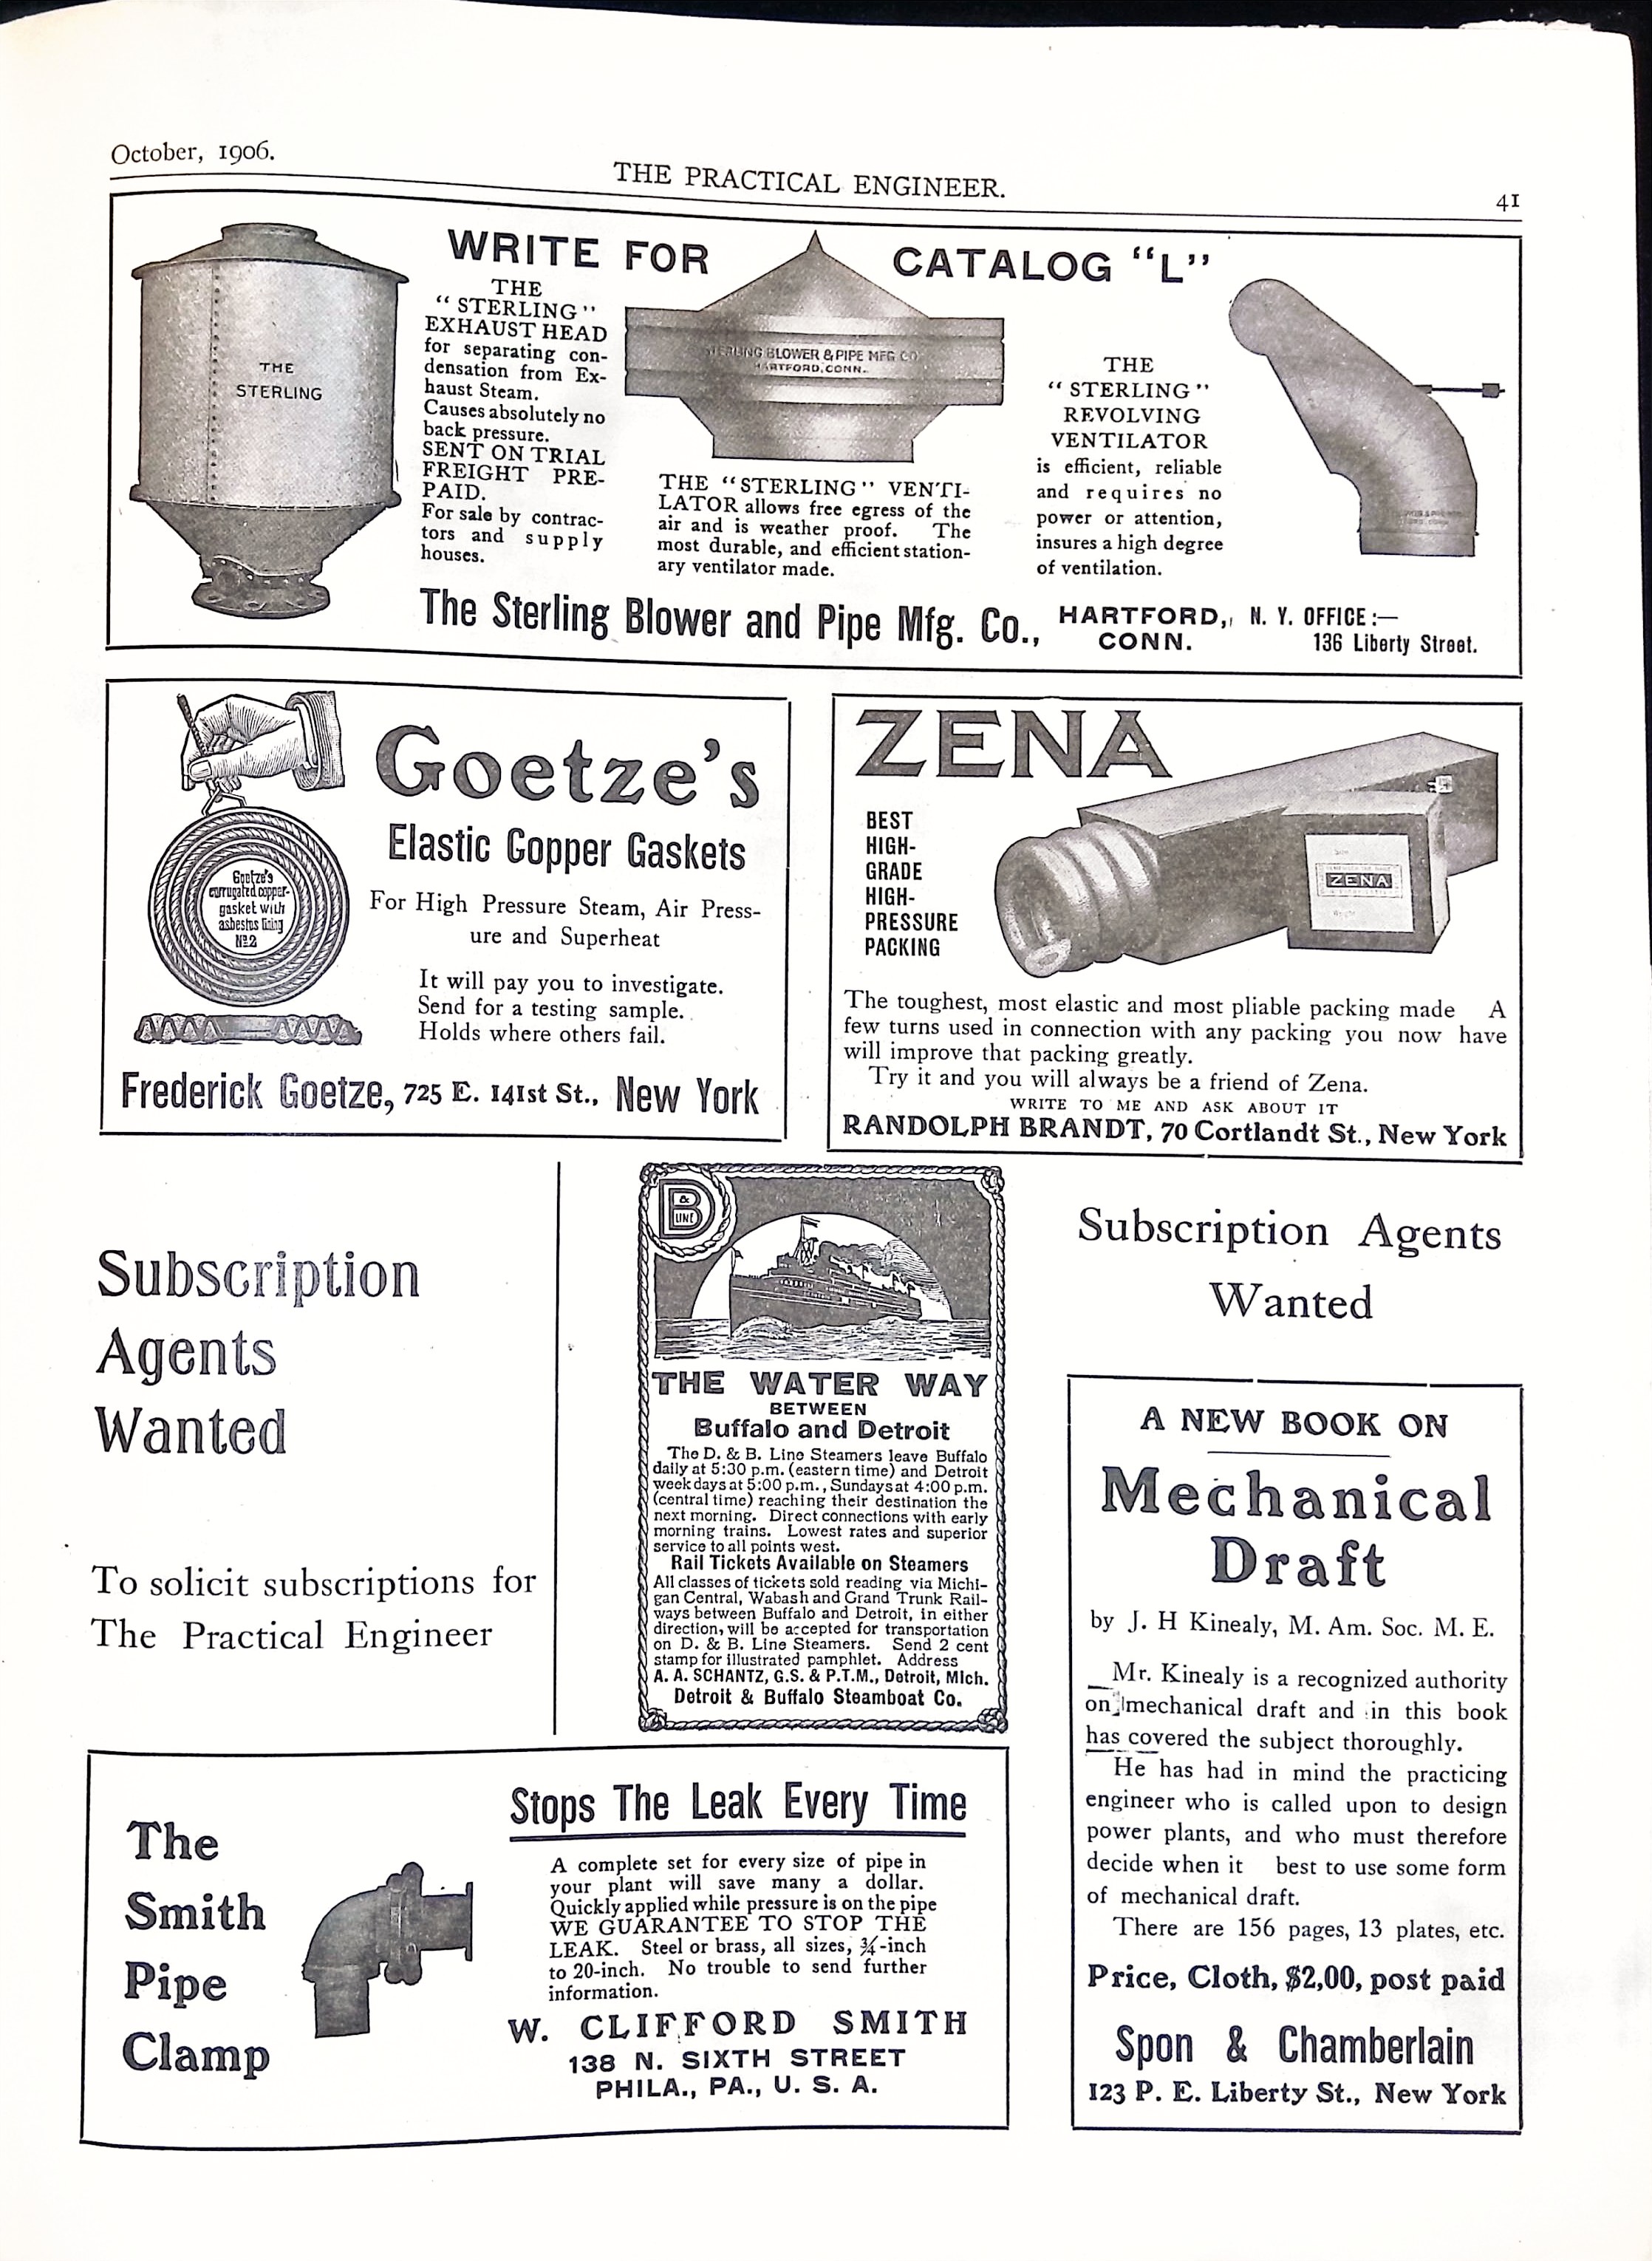 October, 1906.
THE PRACTICAL ENGINEER.
41
WRITE FOR CATALOG "L"
THE
STERLING
THE
"STERLING"
EXHAUST HEAD
for separating con-
densation from Ex-
haust Steam.
Causes absolutely no
back pressure.
SENT ON TRIAL
FREIGHT PRE-
PAID.
For sale by contrac-
tors and supply
houses.
STERLING BLOWER & PIPE MFG CO
HARTFORD, CONN.
THE "STERLING" VENTI-
LATOR allows free egress of the
air and is weather proof. The
most durable, and efficient station-
ary ventilator made.
THE
"STERLING"
REVOLVING
VENTILATOR
is efficient, reliable
and requires no
power or attention,
insures a high degree
of ventilation.
The Sterling Blower and Pipe Mfg. Co.,
HARTFORD,
CONN.
N. Y. OFFICE:—
136 Liberty Street.
Goetze's
corrugated copper-
gasket with
asbestos lining
No2
Goetze's
Elastic Copper Gaskets
For High Pressure Steam, Air Press-
ure and Superheat
It will pay you to investigate.
Send for a testing sample.
Holds where others fail.
Frederick Goetze, 725 E. 141st St., New York
ZENA
BEST
HIGH-
GRADE
HIGH-
PRESSURE
PACKING
ZENA
The toughest, most elastic and most pliable packing made A
few turns used in connection with any packing you now have
will improve that packing greatly.
Try it and you will always be a friend of Zena.
WRITE TO ME AND ASK ABOUT IT
RANDOLPH BRANDT, 70 Cortlandt St., New York
Subscription
Agents
Wanted
To solicit subscriptions for
The Practical Engineer
D & B
LINE
THE WATER WAY
BETWEEN
Buffalo and Detroit
The D. & B. Line Steamers leave Buffalo
daily at 5:30 p.m. (eastern time) and Detroit
week days at 5:00 p.m., Sundays at 4:00 p.m.
(central time) reaching their destination the
next morning. Direct connections with early
morning trains. Lowest rates and superior
service to all points west.
Rail Tickets Available on Steamers
All classes of tickets sold reading via Michi-
gan Central, Wabash and Grand Trunk Rail-
ways between Buffalo and Detroit, in either
direction, will be accepted for transportation
on D. & B. Line Steamers. Send 2 cent
stamp for illustrated pamphlet. Address
A. A. SCHANTZ, G.S. & P.T.M., Detroit, Mich.
Detroit & Buffalo Steamboat Co.
Subscription Agents
Wanted
A NEW BOOK ON
Mechanical
Draft
by J. H Kinealy, M. Am. Soc. M. E.
Mr. Kinealy is a recognized authority
on mechanical draft and in this book
has covered the subject thoroughly.
He has had in mind the practicing
engineer who is called upon to design
power plants, and who must therefore
decide when it best to use some form
of mechanical draft.
There are 156 pages, 13 plates, etc.
Price, Cloth, $2,00, post paid
Spon & Chamberlain
123 P. E. Liberty St., New York
The
Smith
Pipe
Clamp
Stops The Leak Every Time
A complete set for every size of pipe in
your plant will save many a dollar.
Quickly applied while pressure is on the pipe
WE GUARANTEE TO STOP THE
LEAK. Steel or brass, all sizes, ¾-inch
to 20-inch. No trouble to send further
information.
W. CLIFFORD SMITH
138 N. SIXTH STREET
PHILA., PA., U. S. A.